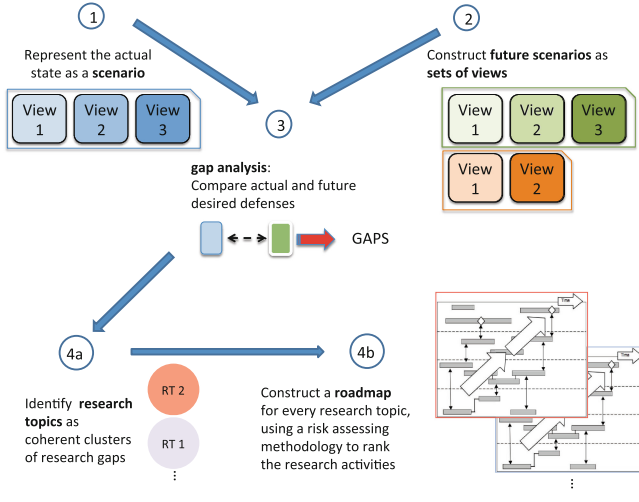 1
2
Represent the actual
state as a scenario
Construct future scenarios as
sets of views
View
1
View
2
View
3
View
1
View
2
View
3
View
1
View
2
3
gap analysis:
Compare actual and future
desired defenses
GAPS
4a
4b
Identify research
topics as
coherent clusters
of research gaps
RT 2
RT 1
⋮
Construct a roadmap
for every research topic,
using a risk assessing
methodology to rank
the research activities
Time
Time
⋮